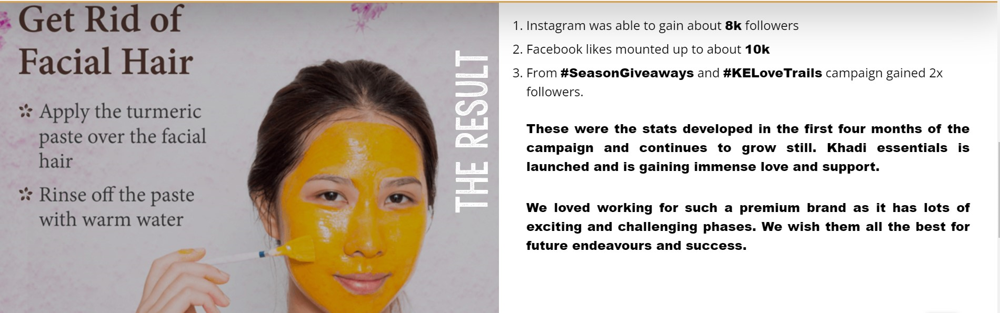 Get Rid of
Facial Hair
Apply the turmeric
paste over the facial
hair
Rinse off the paste
with warm water
THE RESULT
1. Instagram was able to gain about 8k followers
2. Facebook likes mounted up to about 10k
3. From #SeasonGiveaways and #KELoveTrails campaign gained 2x
followers.
These were the stats developed in the first four months of the
campaign and continues to grow still. Khadi essentials is
launched and is gaining immense love and support.
We loved working for such a premium brand as it has lots of
exciting and challenging phases. We wish them all the best for
future endeavours and success.